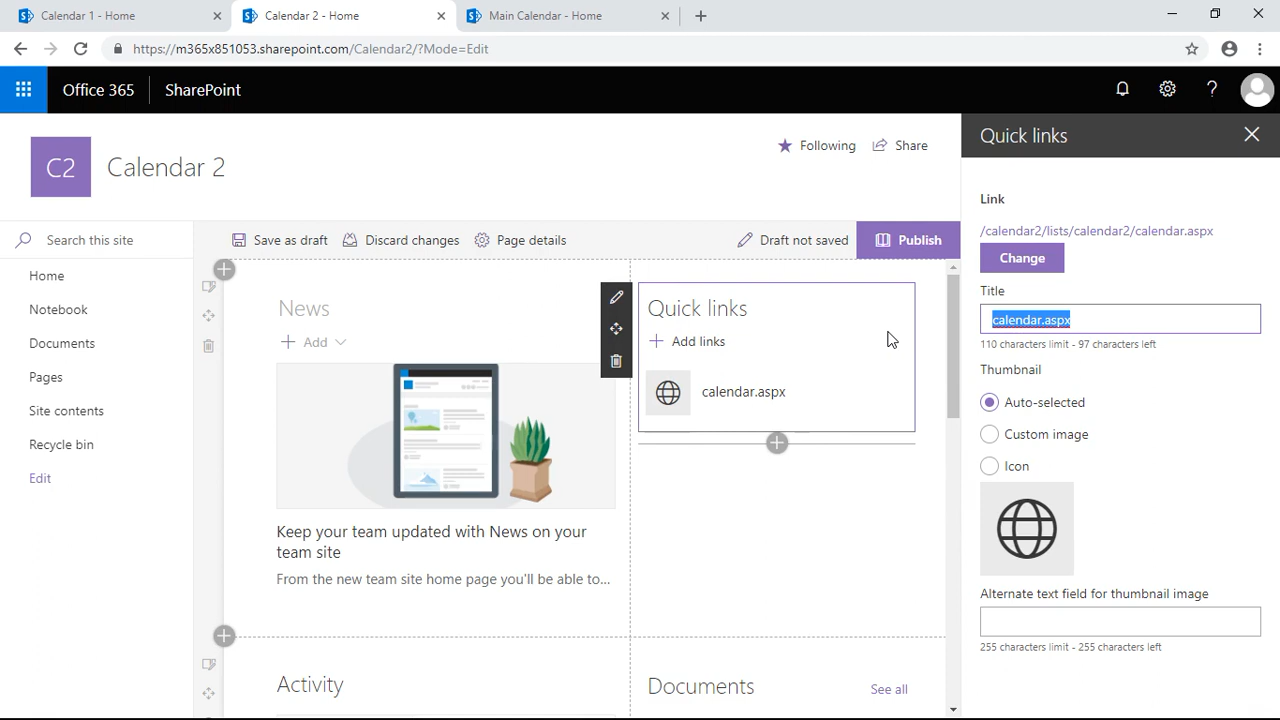 Calendar 1 - Home
Calendar 2 - Home
Main Calendar - Home
https://m365x851053.sharepoint.com/Calendar2/?Mode=Edit
Office 365
SharePoint
C2
Calendar 2
Following
Share
Search this site
Save as draft
Discard changes
Page details
Draft not saved
Publish
Home
Notebook
Documents
Pages
Site contents
Recycle bin
Edit
News
Add
Keep your team updated with News on your
team site
From the new team site home page you'll be able to...
Quick links
Add links
calendar.aspx
Activity
Documents
See all
Quick links
Link
/calendar2/lists/calendar2/calendar.aspx
Change
Title
calendar.aspx
110 characters limit - 97 characters left
Thumbnail
Auto-selected
Custom image
Icon
Alternate text field for thumbnail image
255 characters limit - 255 characters left